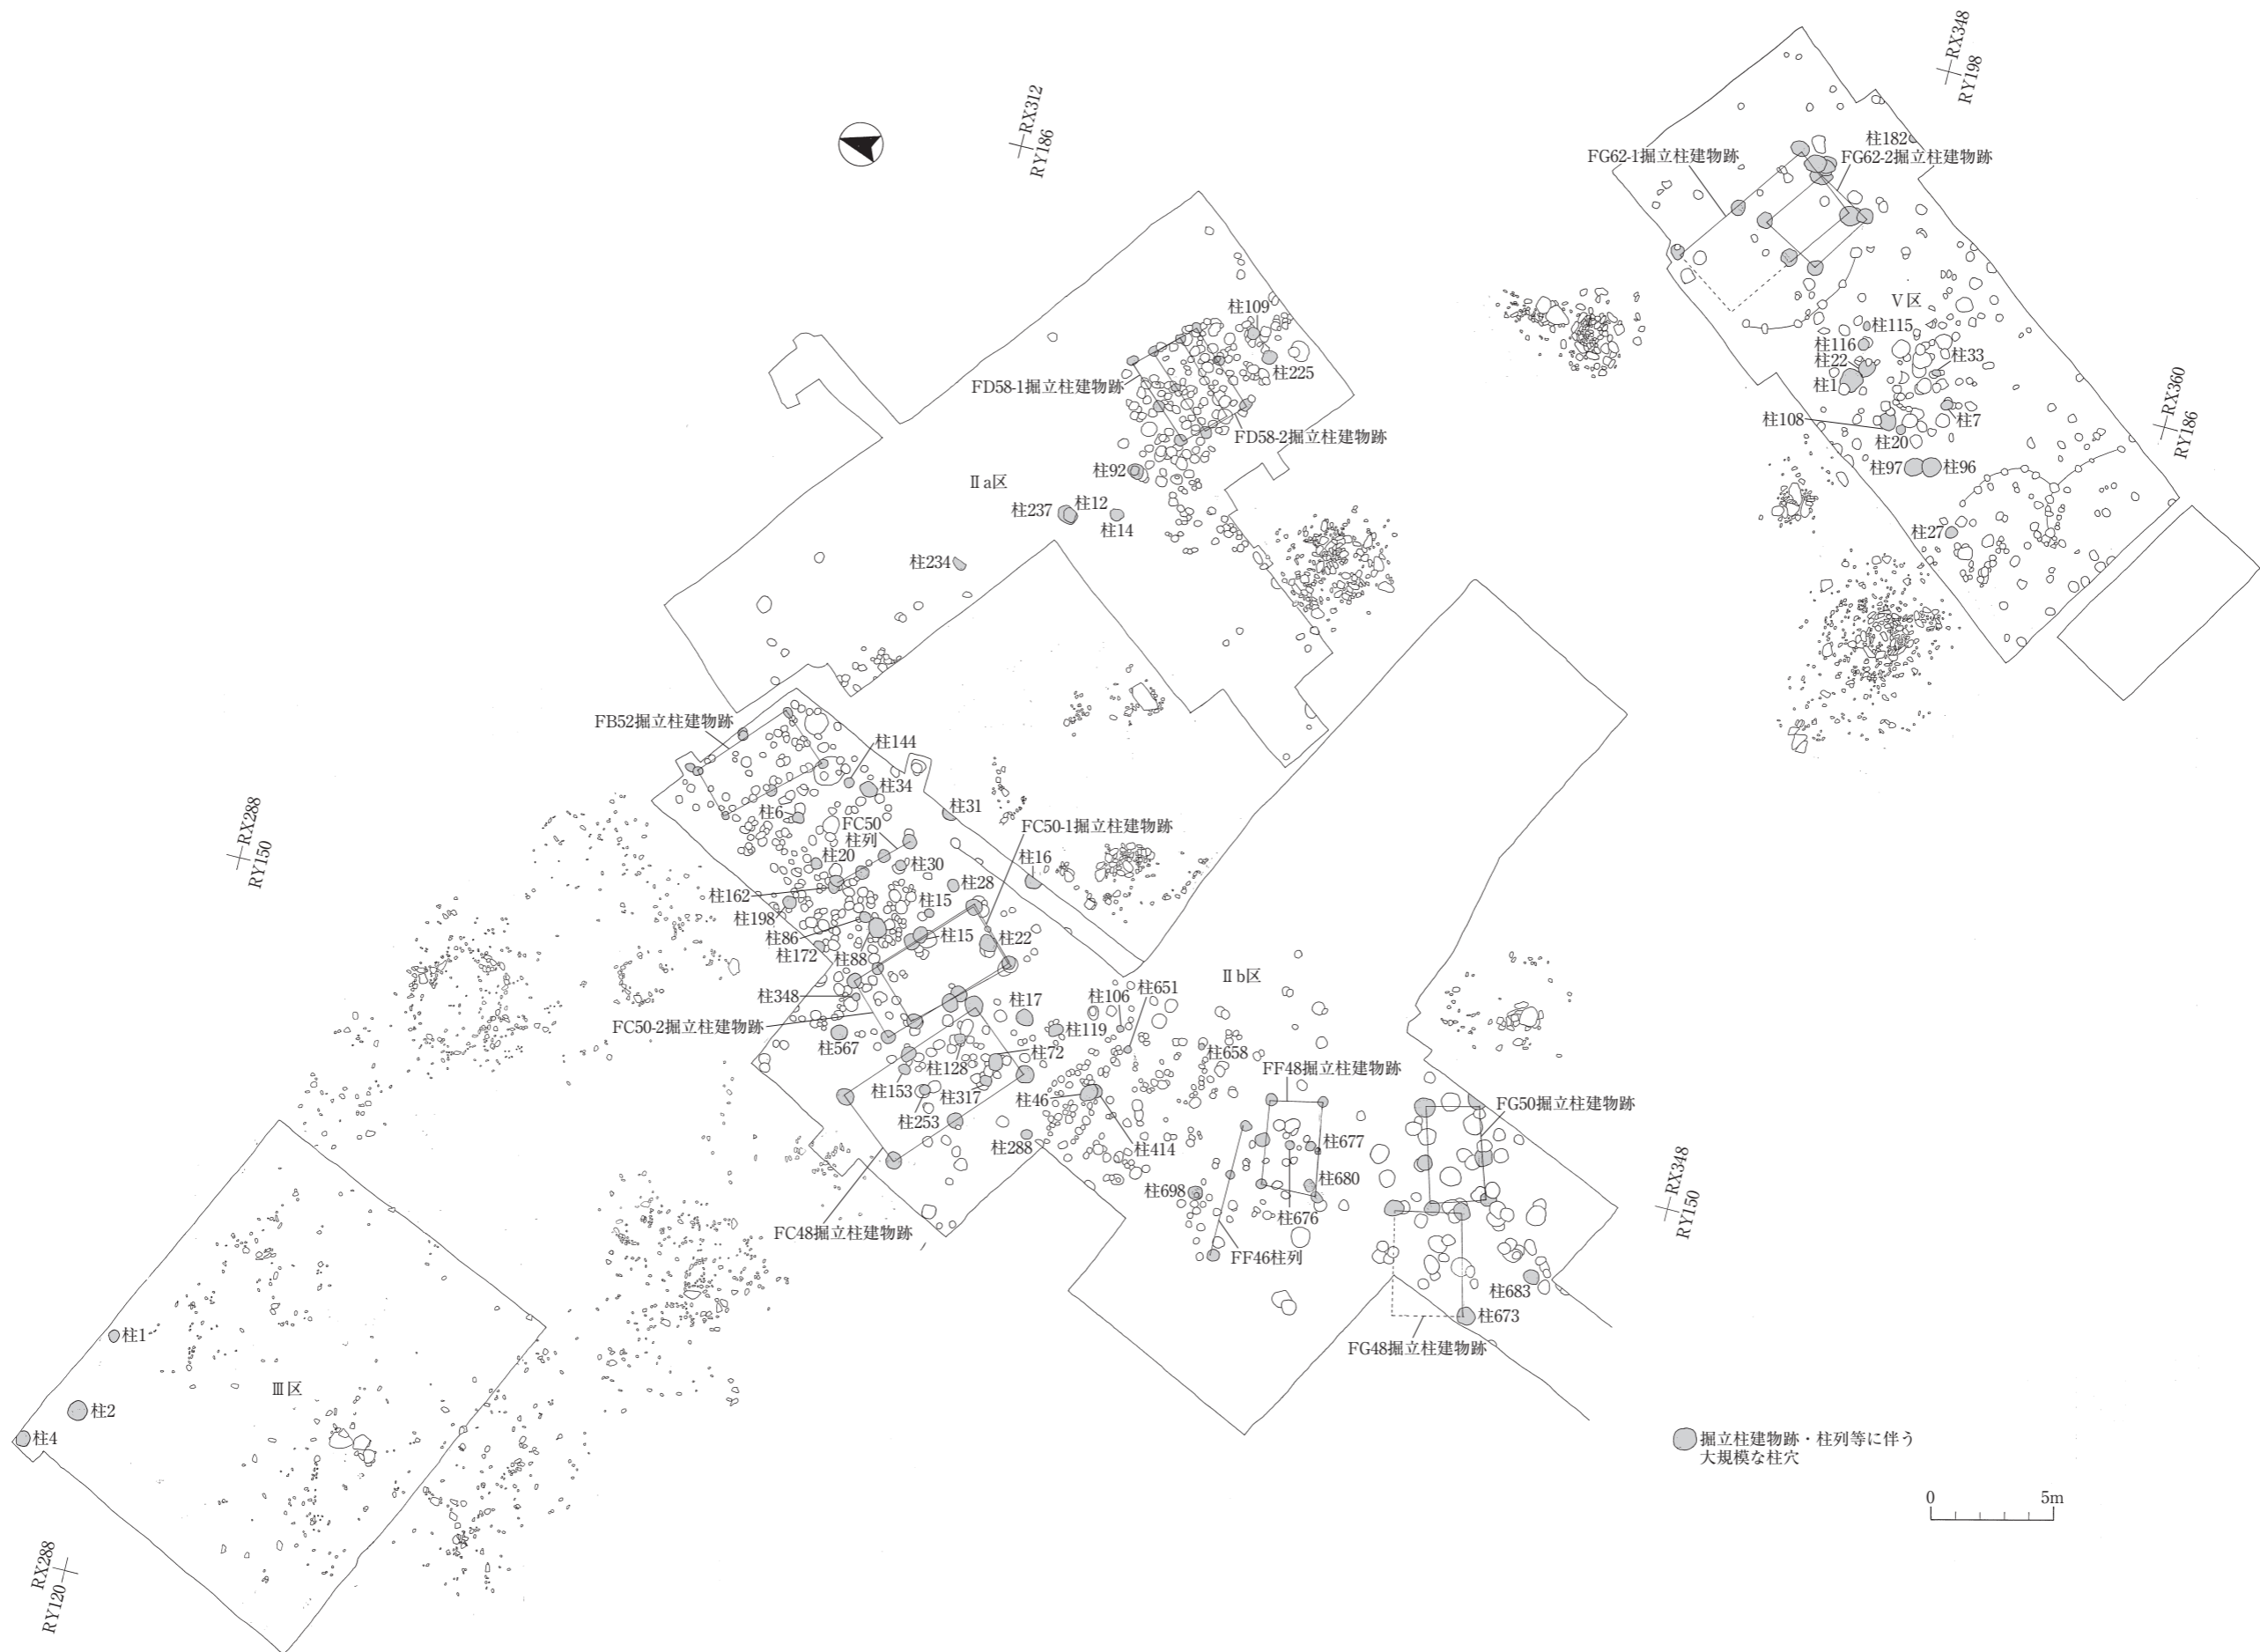 RX348
RY198
RX312
RY186
柱182
FG62-1掘立柱建物跡
FG62-2掘立柱建物跡
Ⅴ区
柱115
柱116
柱22
柱1
柱33
柱108
柱7
柱20
柱97
柱96
柱27
RX360
RY186
柱109
柱225
FD58-1掘立柱建物跡
FD58-2掘立柱建物跡
柱92
Ⅱa区
柱237
柱12
柱14
柱234
FB52掘立柱建物跡
柱144
柱34
柱6
柱31
FC50
柱列
FC50-1掘立柱建物跡
柱20
柱30
柱16
柱162
柱28
柱198
柱15
柱86
柱15
柱22
柱172
柱88
柱348
FC50-2掘立柱建物跡
柱567
柱17
柱106
柱651
Ⅱb区
柱119
柱72
柱128
柱658
柱153
柱317
柱46
柱253
柱288
柱414
FF48掘立柱建物跡
FG50掘立柱建物跡
柱677
柱680
柱698
柱676
FC48掘立柱建物跡
FF46柱列
柱683
柱673
FG48掘立柱建物跡
RX288
RY150
RX348
RY150
柱1
Ⅲ区
柱2
柱4
RX288
RY120
掘立柱建物跡・柱列等に伴う
大規模な柱穴
0 5m